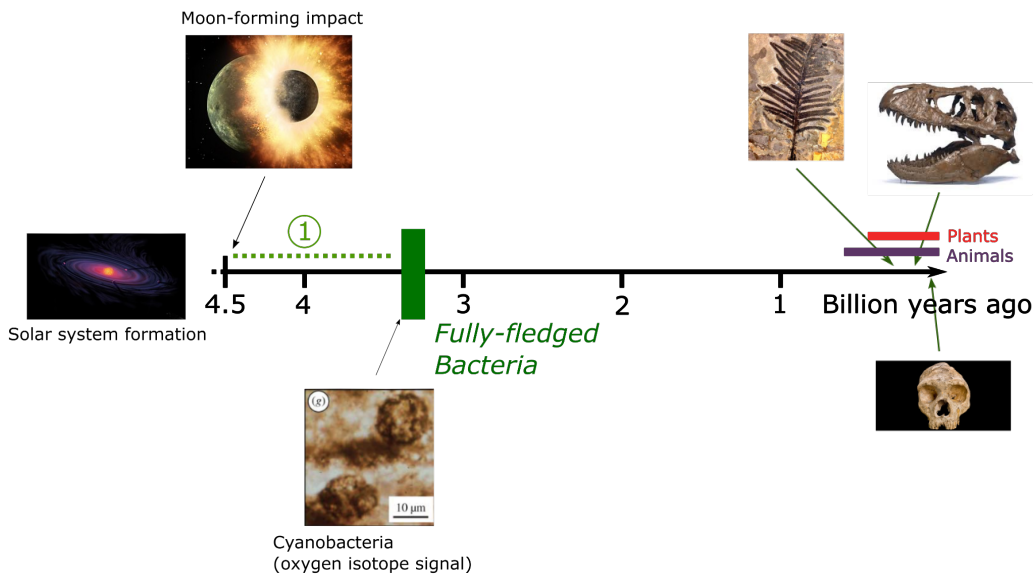 Moon-forming impact
①
Plants
Animals
4.5
4
3
2
1
Billion years ago
Solar system formation
Fully-fledged
Bacteria
(g)
10 µm
Cyanobacteria
(oxygen isotope signal)